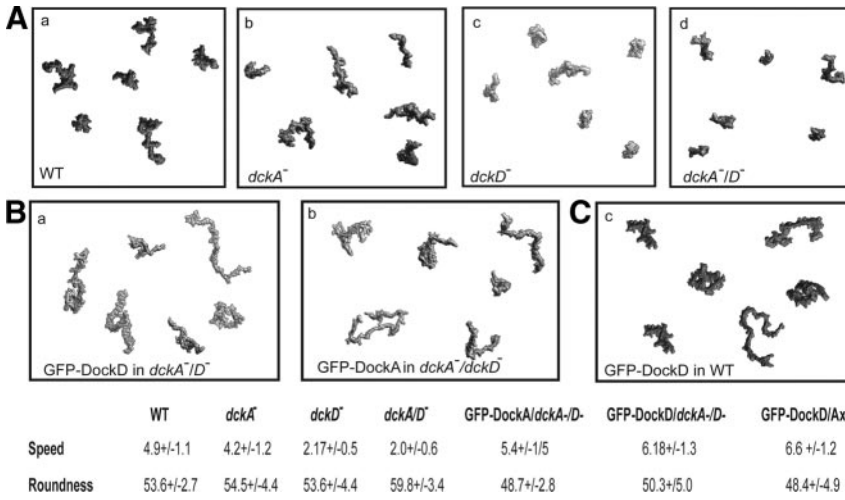 A
a
WT
b
dckA-
c
dckD-
d
dckA-/D-
B
a
GFP-DockD in dckA-/D-
b
GFP-DockA in dckA-/dckD-
C
c
GFP-DockD in WT
WT dckA- dckD- dckA-/D- GFP-DockA/dckA-/D- GFP-DockD/dckA-/D- GFP-DockD/Ax
Speed 4.9+/-1.1 4.2+/-1.2 2.17+/-0.5 2.0+/-0.6 5.4+/-1/5 6.18+/-1.3 6.6 +/-1.2
Roundness 53.6+/-2.7 54.5+/-4.4 53.6+/-4.4 59.8+/-3.4 48.7+/-2.8 50.3+/5.0 48.4+/-4.9